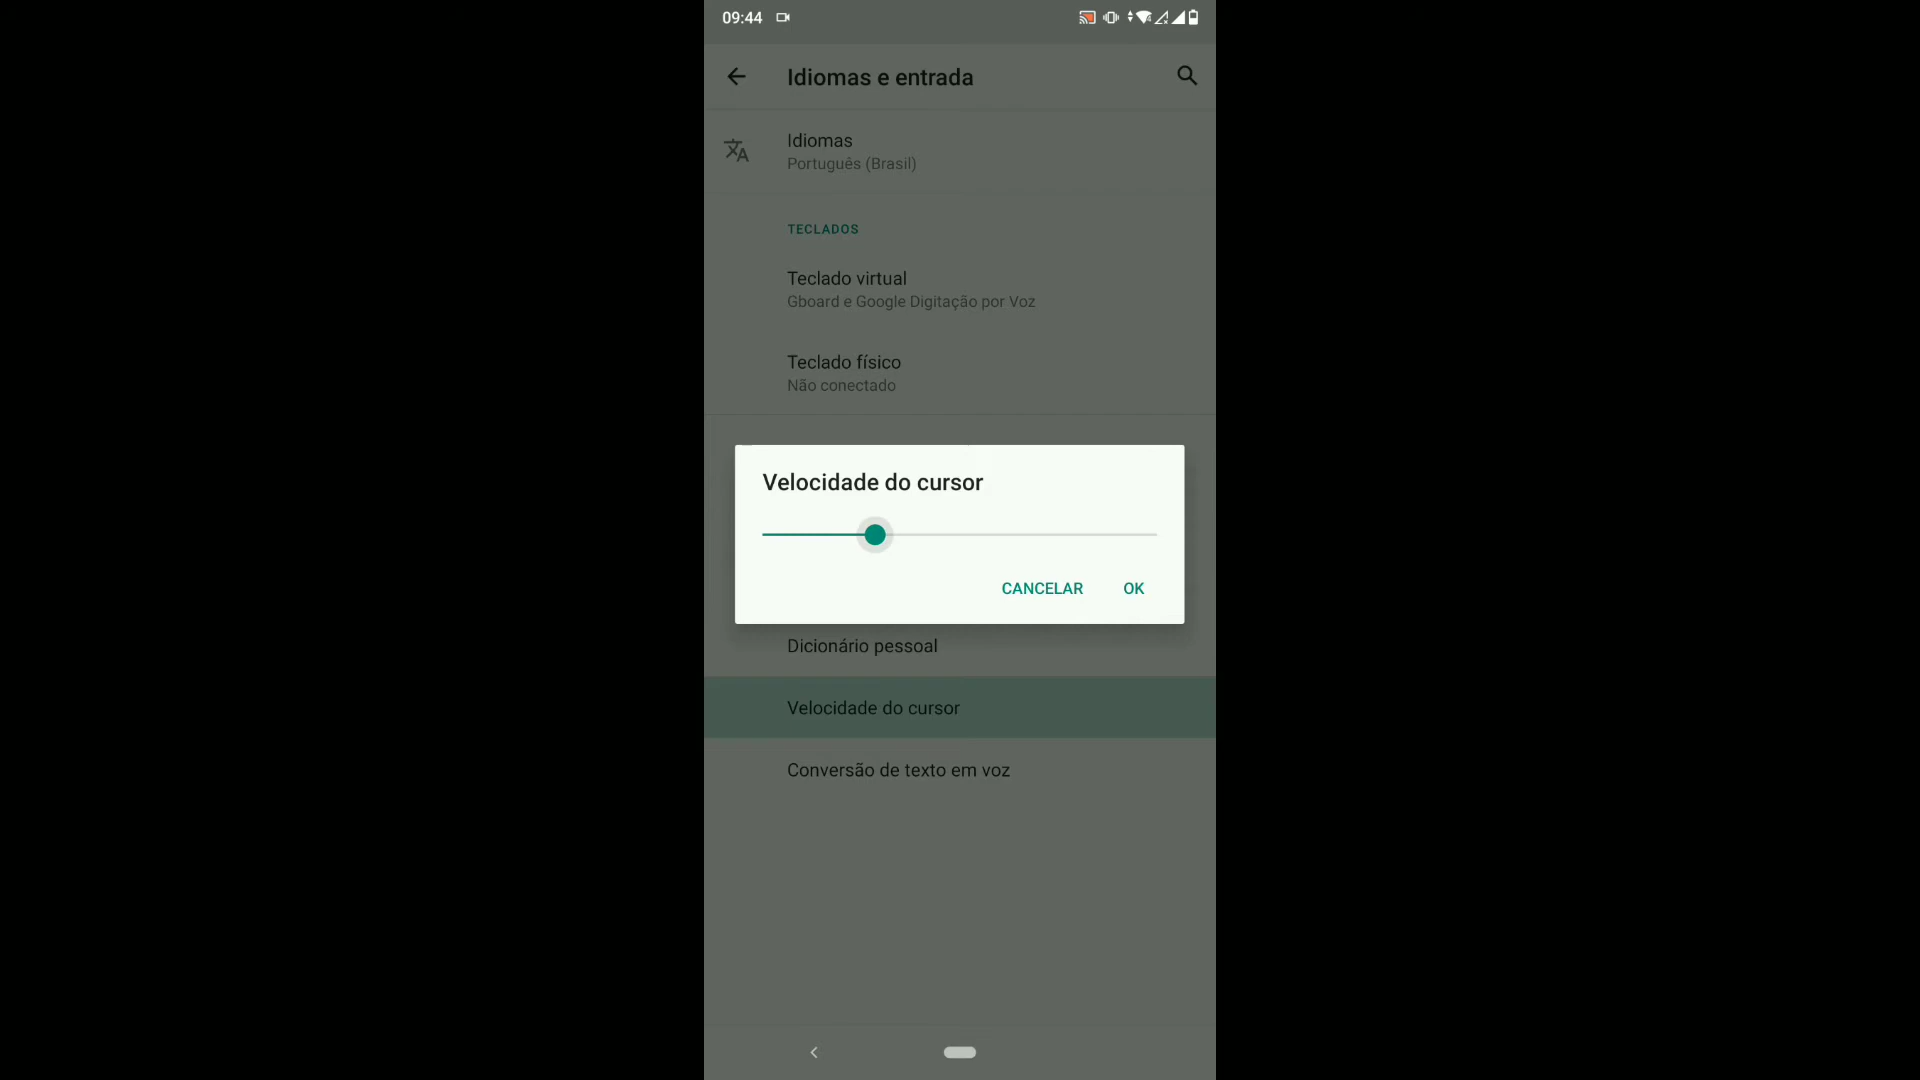 09:44
Idiomas e entrada
Idiomas
Português (Brasil)
TECLADOS
Teclado virtual
Gboard e Google Digitação por Voz
Teclado físico
Não conectado
Velocidade do cursor
CANCELAR OK
Dicionário pessoal
Velocidade do cursor
Conversão de texto em voz